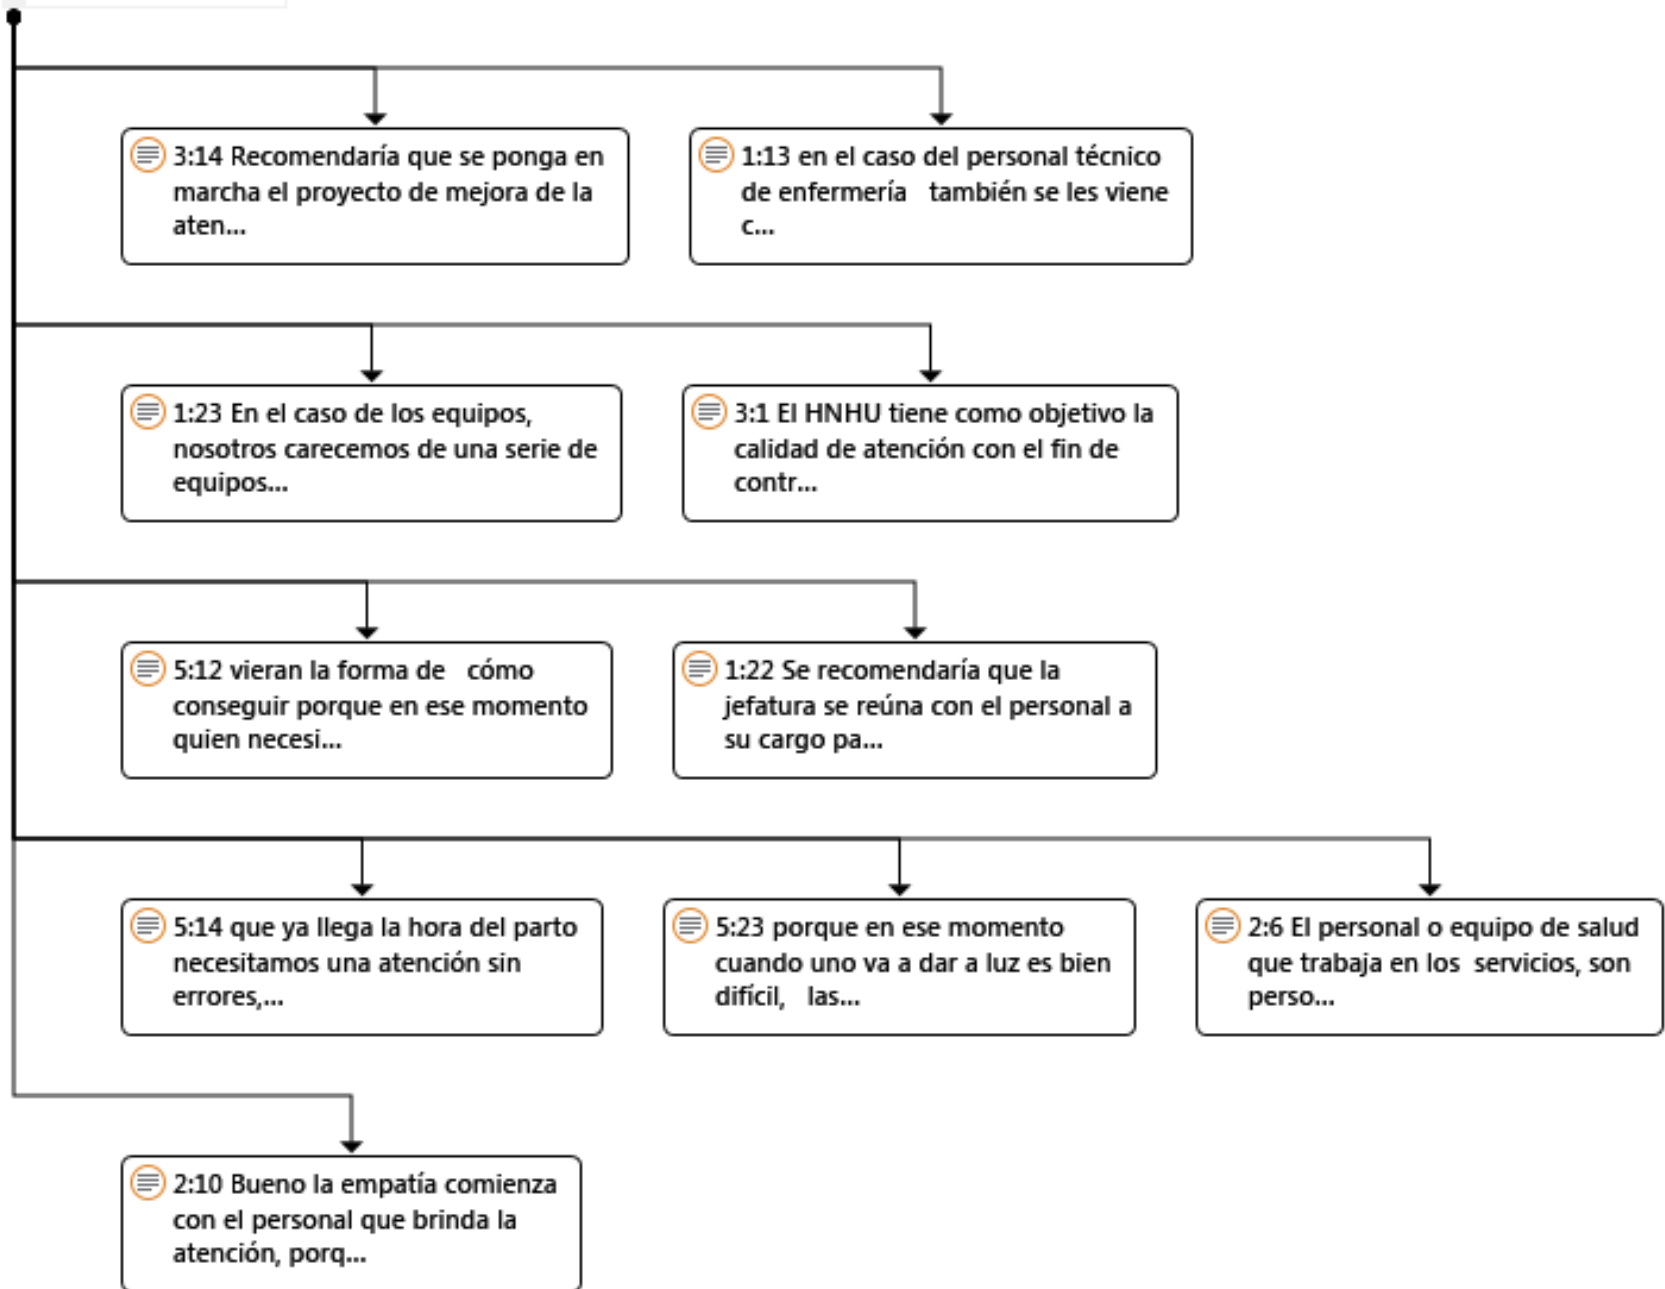 3:14 Recomendaría que se ponga en
marcha el proyecto de mejora de la
aten...
1:13 en el caso del personal técnico
de enfermería   también se les viene
c...
1:23 En el caso de los equipos,
nosotros carecemos de una serie de
equipos...
3:1 El HNHU tiene como objetivo la
calidad de atención con el fin de
contr...
5:12 vieran la forma de   cómo
conseguir porque en ese momento
quien necesi...
1:22 Se recomendaría que la
jefatura se reúna con el personal a
su cargo pa...
5:14 que ya llega la hora del parto
necesitamos una atención sin
errores,...
5:23 porque en ese momento
cuando uno va a dar a luz es bien
difícil,   las...
2:6 El personal o equipo de salud
que trabaja en los  servicios, son
perso...
2:10 Bueno la empatía comienza
con el personal que brinda la
atención, porq...